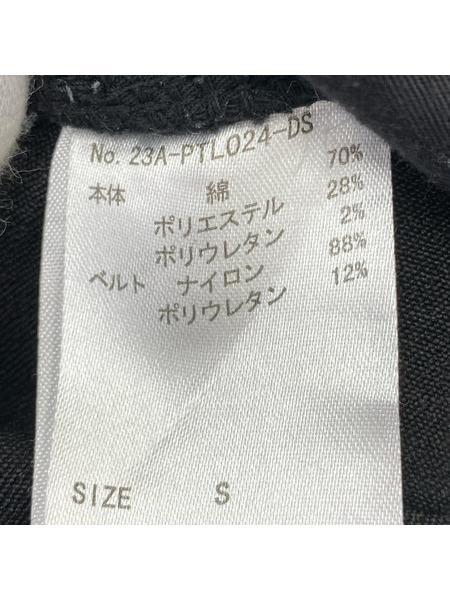 No. 23A-PTL024-DS
本体 綿 70%
ポリエステル 28%
ポリウレタン 2%
ベルト ナイロン 88%
ポリウレタン 12%
SIZE S